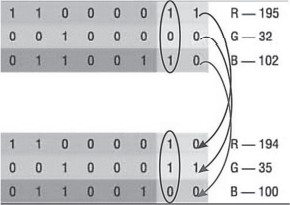 1 1 0 0 0 0 1 1 R — 195
0 0 1 0 0 0 0 0 G — 32
0 1 1 0 0 1 1 0 B — 102
1 1 0 0 0 0 1 0 R — 194
0 0 1 0 0 0 1 1 G — 35
0 1 1 0 0 1 0 0 B — 100